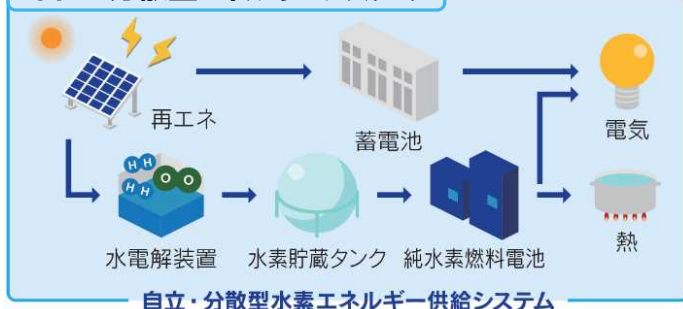 再エネ
蓄電池
電気
H H O O
H H
水電解装置
水素貯蔵タンク
純水素燃料電池
熱
自立・分散型水素エネルギー供給システム